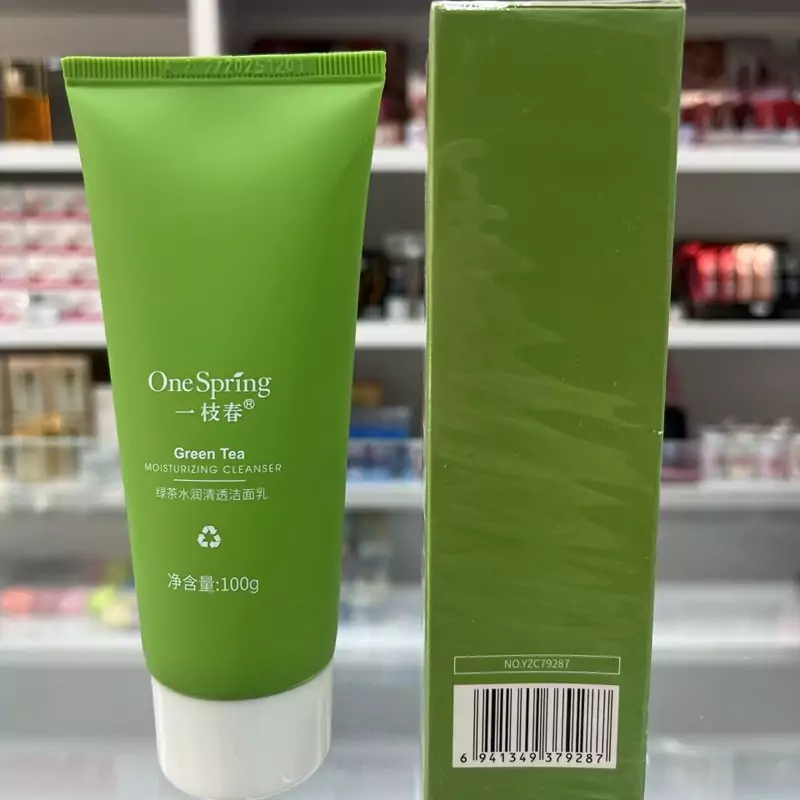 20251201
OneSpring
一枝春®
Green Tea
MOISTURIZING CLEANSER
绿茶水润清透洁面乳
净含量:100g
NO.YZC79287
6 941349 379287